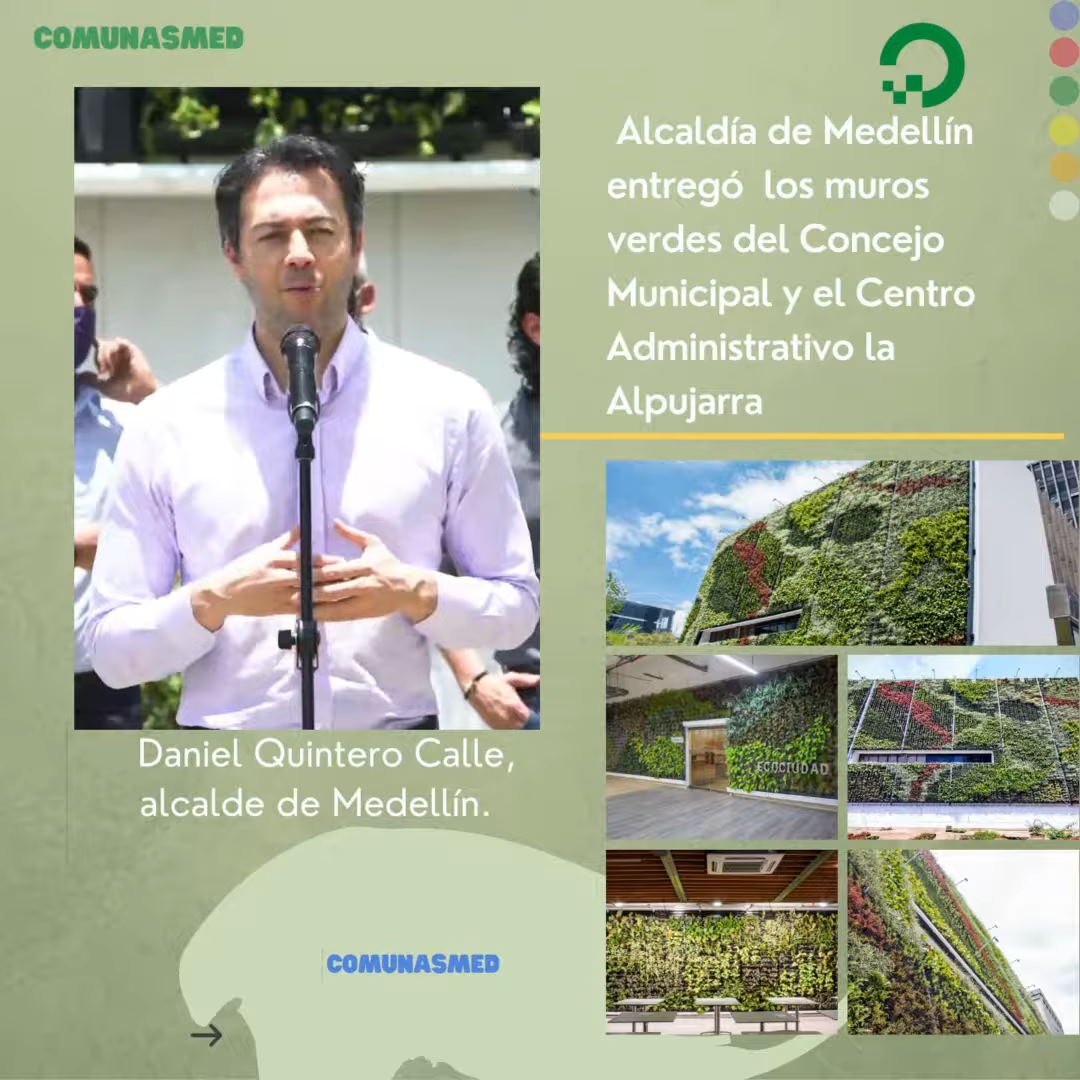 COMUNASMED
Alcaldía de Medellín
entregó los muros
verdes del Concejo
Municipal y el Centro
Administrativo la
Alpujarra
Daniel Quintero Calle,
alcalde de Medellín.
ECOCIUDAD
COMUNASMED